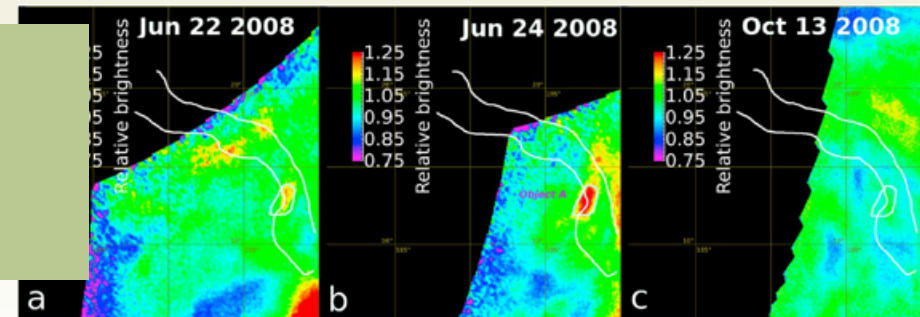 Jun 22 2008
Relative brightness
a
Jun 24 2008
1.25
1.15
1.05
0.95
0.85
0.75
Relative brightness
Object A
b
Oct 13 2008
1.25
1.15
1.05
0.95
0.85
0.75
Relative brightness
c